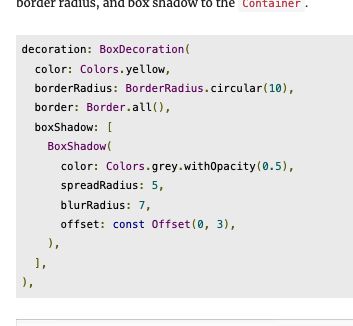 border radius, and box shadow to the Container .
decoration: BoxDecoration(
  color: Colors.yellow,
  borderRadius: BorderRadius.circular(10),
  border: Border.all(),
  boxShadow: [
    BoxShadow(
      color: Colors.grey.withOpacity(0.5),
      spreadRadius: 5,
      blurRadius: 7,
      offset: const Offset(0, 3),
    ),
  ],
),